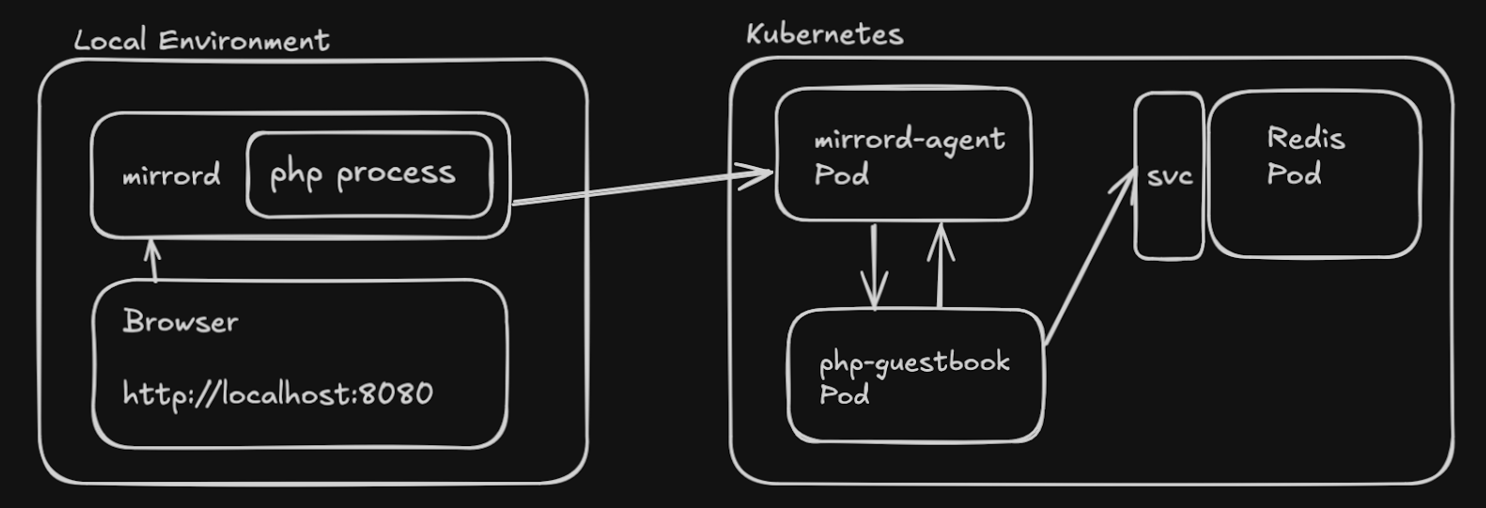 Local Environment
mirrord
php process
Browser
http://localhost:8080
Kubernetes
mirrord-agent
Pod
svc
Redis
Pod
php-guestbook
Pod